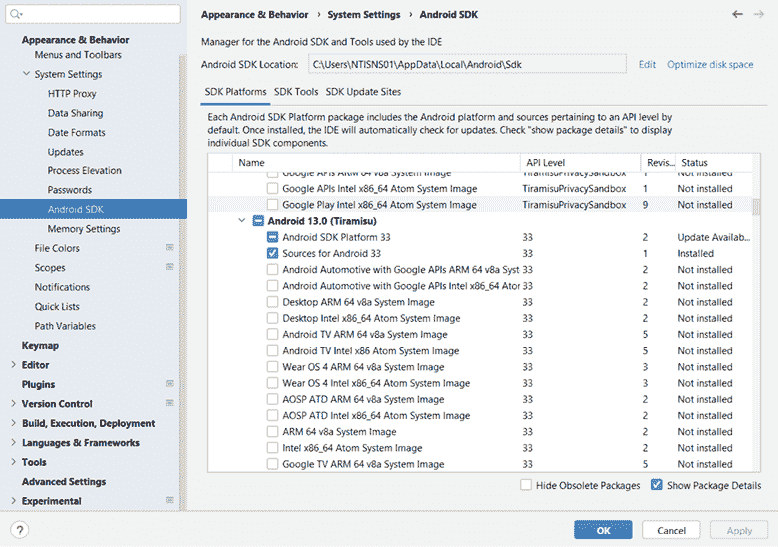 Appearance & Behavior
Menus and Toolbars
System Settings
HTTP Proxy
Data Sharing
Date Formats
Updates
Process Elevation
Passwords
Android SDK
Memory Settings
File Colors
Scopes
Notifications
Quick Lists
Path Variables
Keymap
Editor
Plugins
Version Control
Build, Execution, Deployment
Languages & Frameworks
Tools
Advanced Settings
Experimental
Appearance & Behavior › System Settings › Android SDK
Manager for the Android SDK and Tools used by the IDE
Android SDK Location: C:\Users\NTISNS01\AppData\Local\Android\Sdk Edit Optimize disk space
SDK Platforms SDK Tools SDK Update Sites
Each Android SDK Platform package includes the Android platform and sources pertaining to an API level by
default. Once installed, the IDE will automatically check for updates. Check "show package details" to display
individual SDK components.
Name API Level Revis... Status
Google APIs ARM 64 v8a System Image TiramisuPrivacySandbox 1 Not installed
Google APIs Intel x86_64 Atom System Image TiramisuPrivacySandbox 1 Not installed
Google Play Intel x86_64 Atom System Image TiramisuPrivacySandbox 9 Not installed
Android 13.0 (Tiramisu)
Android SDK Platform 33 33 2 Update Availab...
Sources for Android 33 33 1 Installed
Android Automotive with Google APIs ARM 64 v8a Syst 33 2 Not installed
Android Automotive with Google APIs Intel x86_64 Ator 33 2 Not installed
Desktop ARM 64 v8a System Image 33 2 Not installed
Desktop Intel x86_64 Atom System Image 33 2 Not installed
Android TV ARM 64 v8a System Image 33 5 Not installed
Android TV Intel x86 Atom System Image 33 5 Not installed
Wear OS 4 ARM 64 v8a System Image 33 3 Not installed
Wear OS 4 Intel x86_64 Atom System Image 33 3 Not installed
AOSP ATD ARM 64 v8a System Image 33 2 Not installed
AOSP ATD Intel x86_64 Atom System Image 33 2 Not installed
ARM 64 v8a System Image 33 2 Not installed
Intel x86_64 Atom System Image 33 2 Not installed
Google TV ARM 64 v8a System Image 33 5 Not installed
Hide Obsolete Packages Show Package Details
? OK Cancel Apply